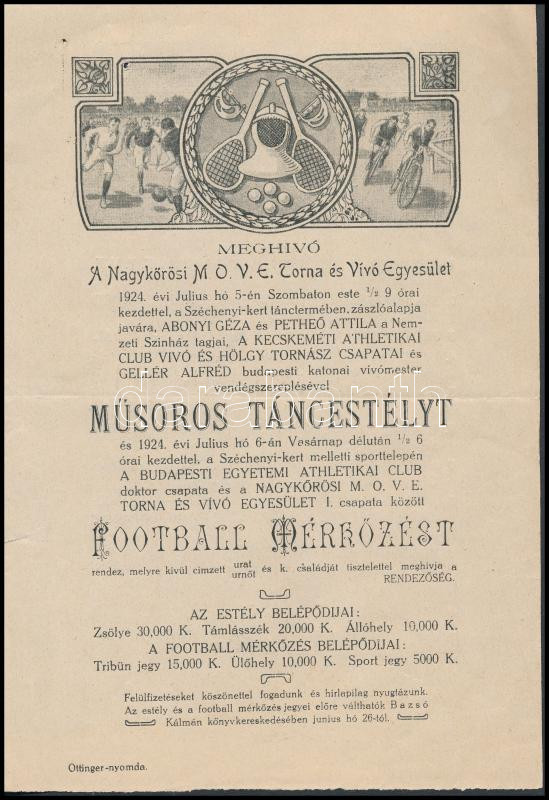 MEGHIVÓ
A Nagykőrösi M O. V. E. Torna és Vívó Egyesület
1924. évi Julius hó 5-én Szombaton este 1/2 9 órai
kezdettel, a Széchenyi-kert tánctermében, zászlóalapja
javára, ABONYI GÉZA és PETHEŐ ATTILA a Nem-
zeti Szinház tagjai, A KECSKEMÉTI ATHLETIKAI
CLUB VIVÓ ÉS HÖLGY TORNÁSZ CSAPATAI és
GELLÉR ALFRÉD budapesti katonai vivómester
vendégszereplésével
MŰSOROS TÁNCESTÉLYT
és 1924. évi Julius hó 6-án Vasárnap délután 1/2 6
órai kezdettel, a Széchenyi-kert melletti sporttelepén
A BUDAPESTI EGYETEMI ATHLETIKAI CLUB
doktor csapata és a NAGYKŐRÖSI M. O. V. E.
TORNA ÉS VÍVÓ EGYESÜLET I. csapata között
FOOTBALL MÉRKŐZÉST
rendez, melyre kivül cimzett urat urnőt és k. családját tisztelettel meghivja a
RENDEZŐSÉG.
AZ ESTÉLY BELÉPŐDIJAI:
Zsölye 30,000 K. Támlásszék 20,000 K. Állóhely 10,000 K.
A FOOTBALL MÉRKŐZÉS BELÉPŐDIJAI:
Tribün jegy 15,000 K. Ülőhely 10,000 K. Sport jegy 5000 K.
Felülfizetéseket köszönettel fogadunk és hirlapilag nyugtázunk.
Az estély és a football mérkőzés jegyei előre válthatók Bazsó
Kálmán könyvkereskedésében junius hó 26-tól.
Ottinger-nyomda.
darabanth